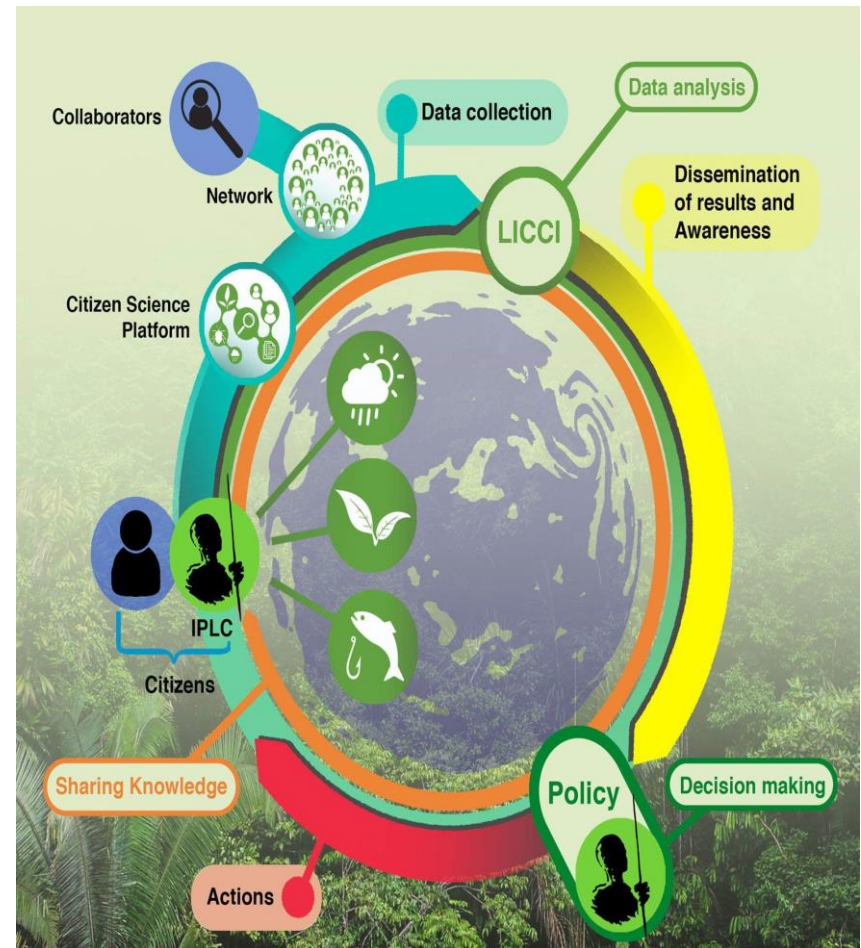 Collaborators
Network
Data collection
Data analysis
LICCI
Dissemination
of results and
Awareness
Citizen Science
Platform
IPLC
Citizens
Sharing Knowledge
Policy
Decision making
Actions